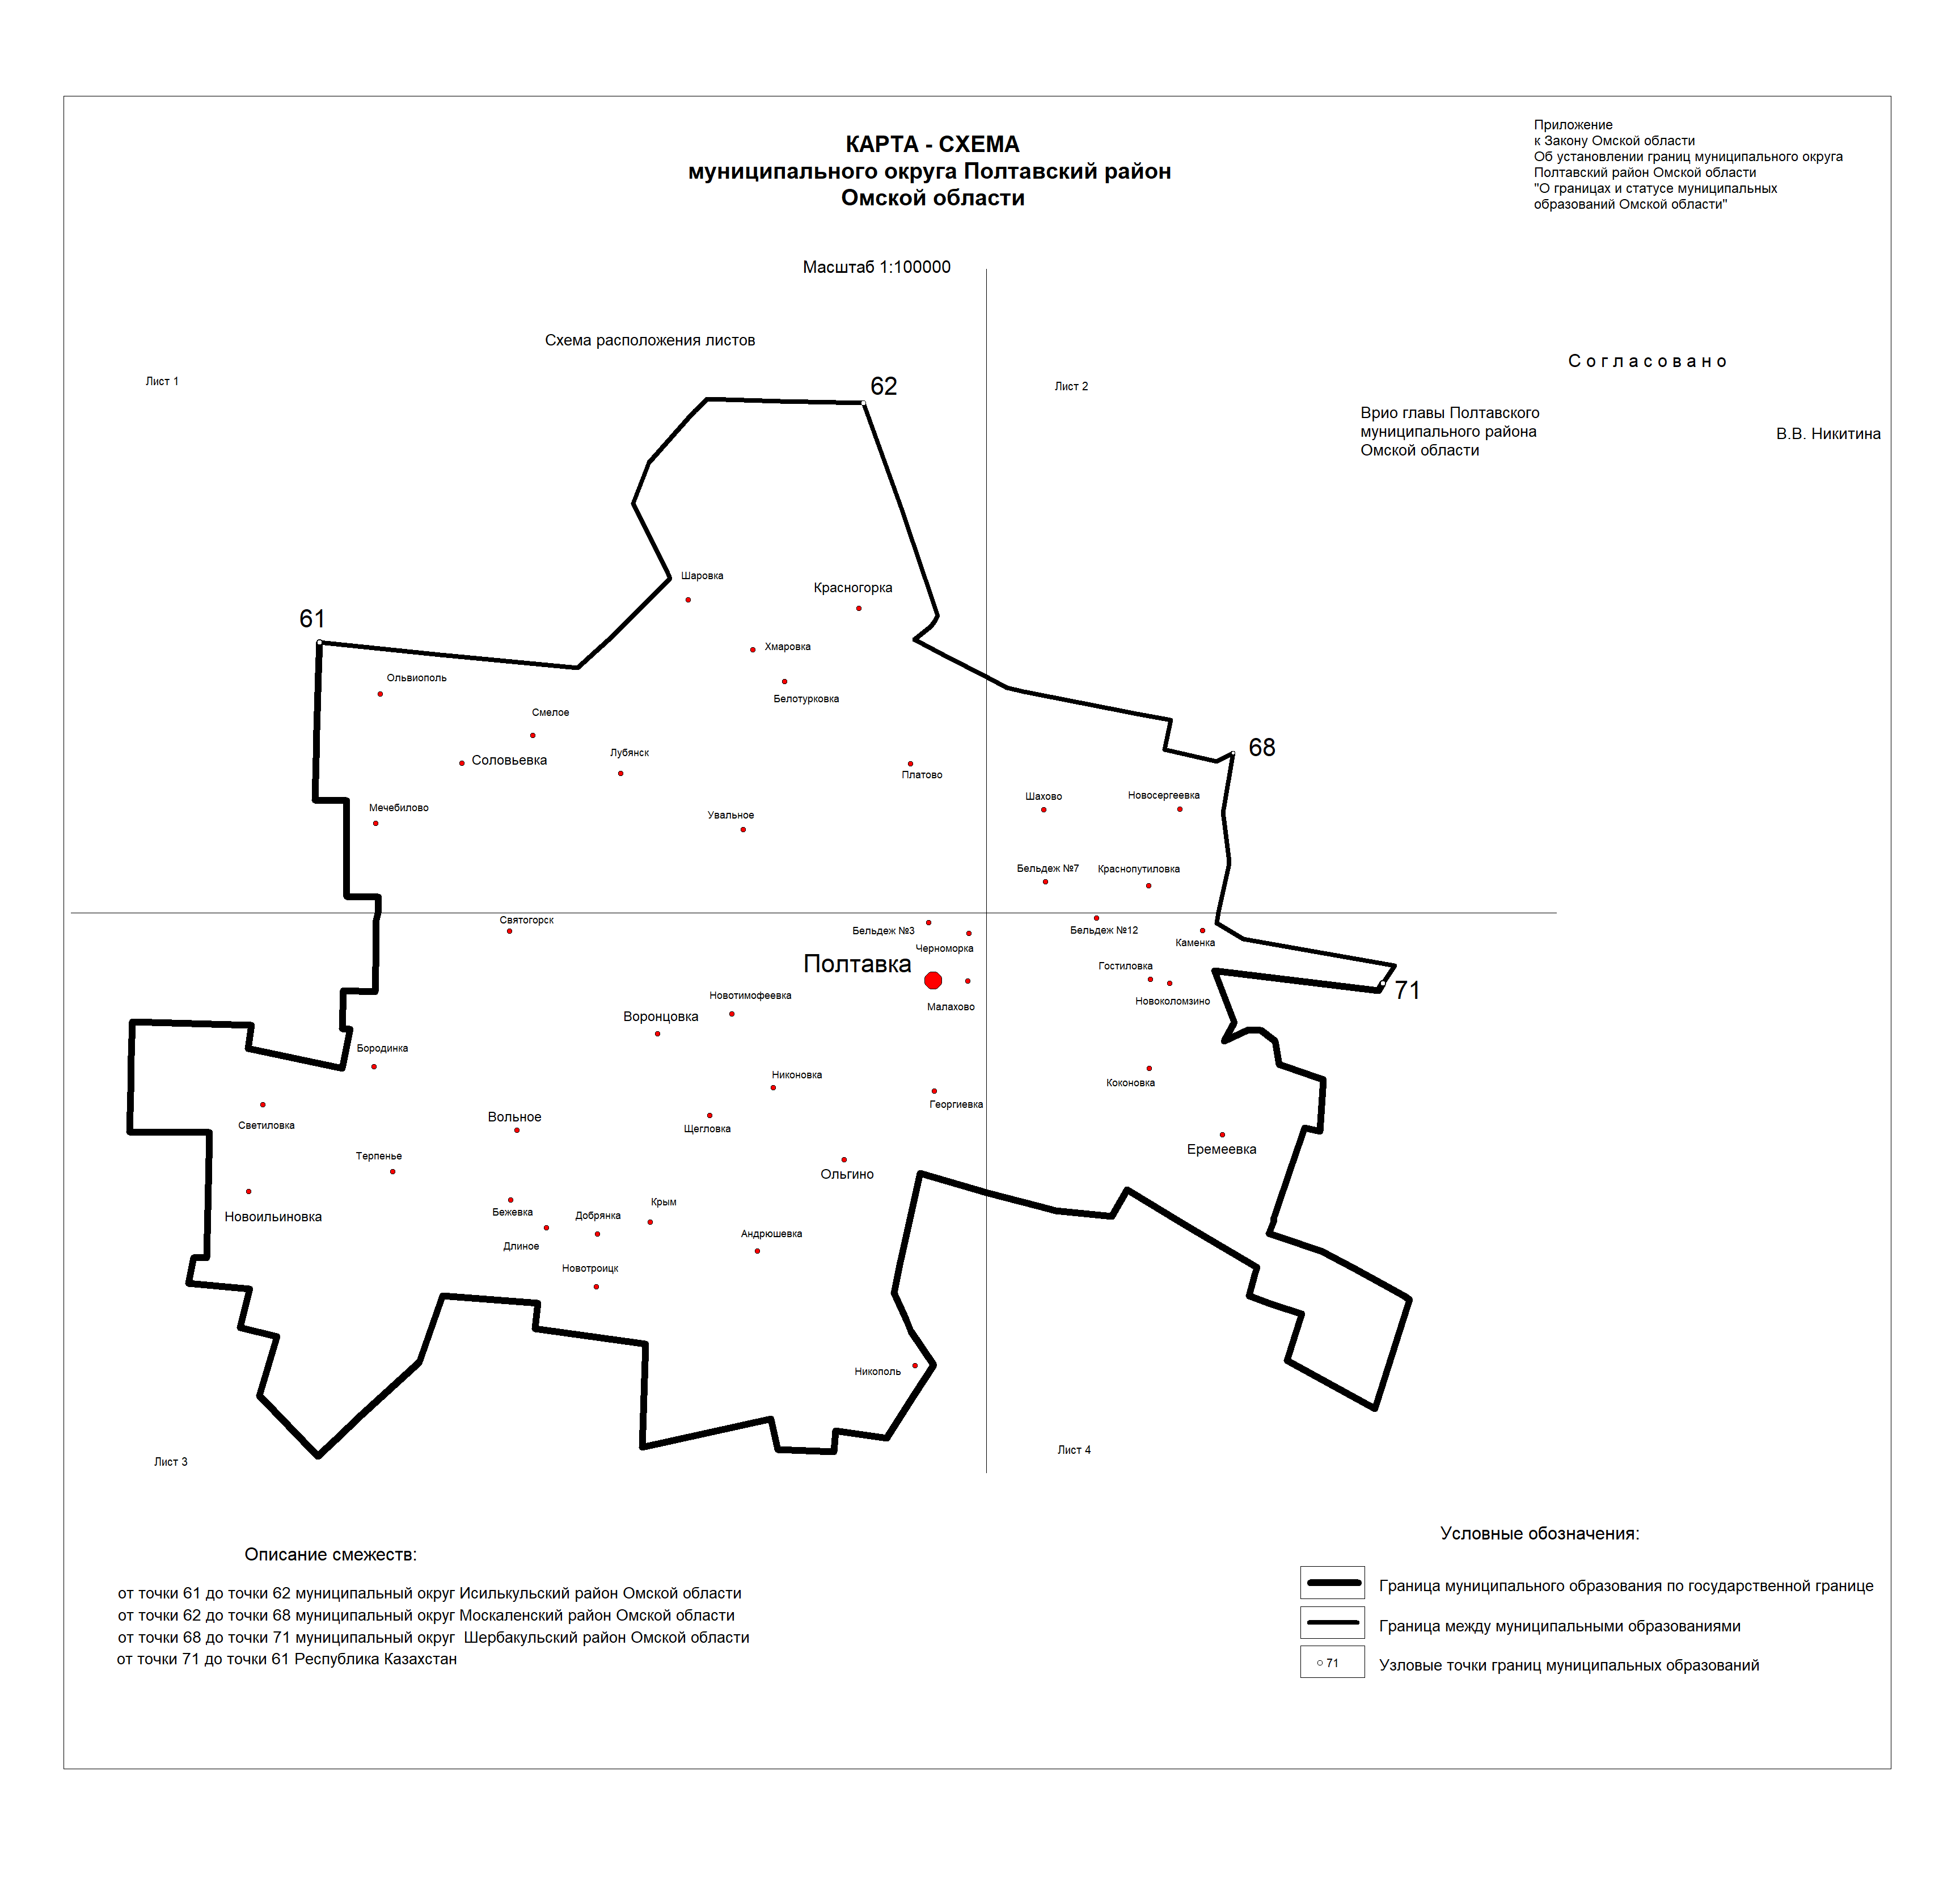 Приложение
к Закону Омской области
Об установлении границ муниципального округа
Полтавский район Омской области
"О границах и статусе муниципальных
образований Омской области"
КАРТА - СХЕМА
муниципального округа Полтавский район
Омской области
Масштаб 1:100000
Схема расположения листов
С о г л а с о в а н о
Врио главы Полтавского
муниципального района
Омской области
В.В. Никитина
Лист 1
Лист 2
62
Шаровка
Красногорка
61
Хмаровка
Ольвиополь
Белотурковка
Смелое
68
Лубянск
Соловьевка
Платово
Шахово
Новосергеевка
Мечебилово
Увальное
Бельдеж №7
Краснопутиловка
Святогорск
Бельдеж №3
Бельдеж №12
Черноморка
Каменка
Полтавка
Гостиловка
71
Новотимофеевка
Новоколомзино
Малахово
Воронцовка
Бородинка
Никоновка
Коконовка
Георгиевка
Вольное
Светиловка
Щегловка
Еремеевка
Терпенье
Ольгино
Крым
Бежевка
Добрянка
Новоильиновка
Андрюшевка
Длиное
Новотроицк
Никополь
Лист 3
Лист 4
Описание смежеств:
от точки 61 до точки 62 муниципальный округ Исилькульский район Омской области
от точки 62 до точки 68 муниципальный округ Москаленский район Омской области
от точки 68 до точки 71 муниципальный округ Шербакульский район Омской области
от точки 71 до точки 61 Республика Казахстан
Условные обозначения:
Граница муниципального образования по государственной границе
Граница между муниципальными образованиями
71 Узловые точки границ муниципальных образований